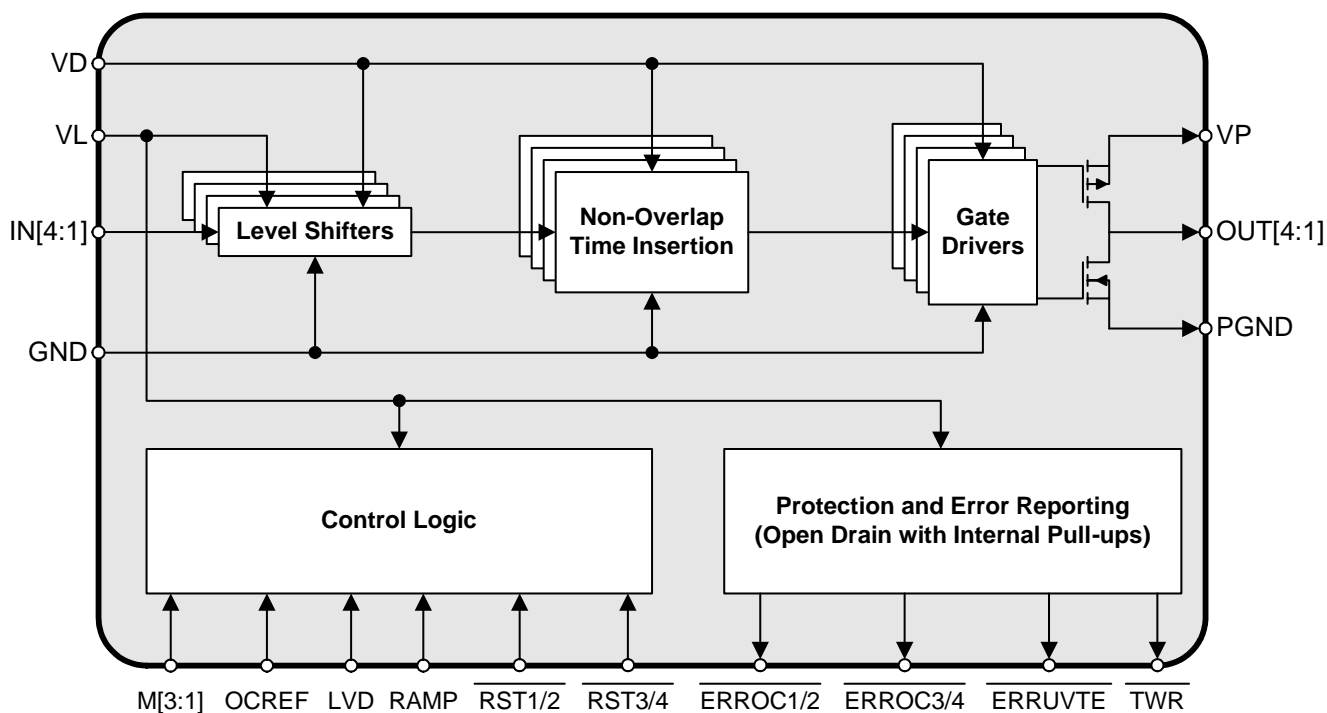 VD
VL
VP
IN[4:1]
Level Shifters
Non-Overlap
Time Insertion
Gate
Drivers
OUT[4:1]
GND
PGND
Control Logic
Protection and Error Reporting
(Open Drain with Internal Pull-ups)
M[3:1] OCREF LVD RAMP RST1/2 RST3/4 ERROC1/2 ERROC3/4 ERRUVTE TWR